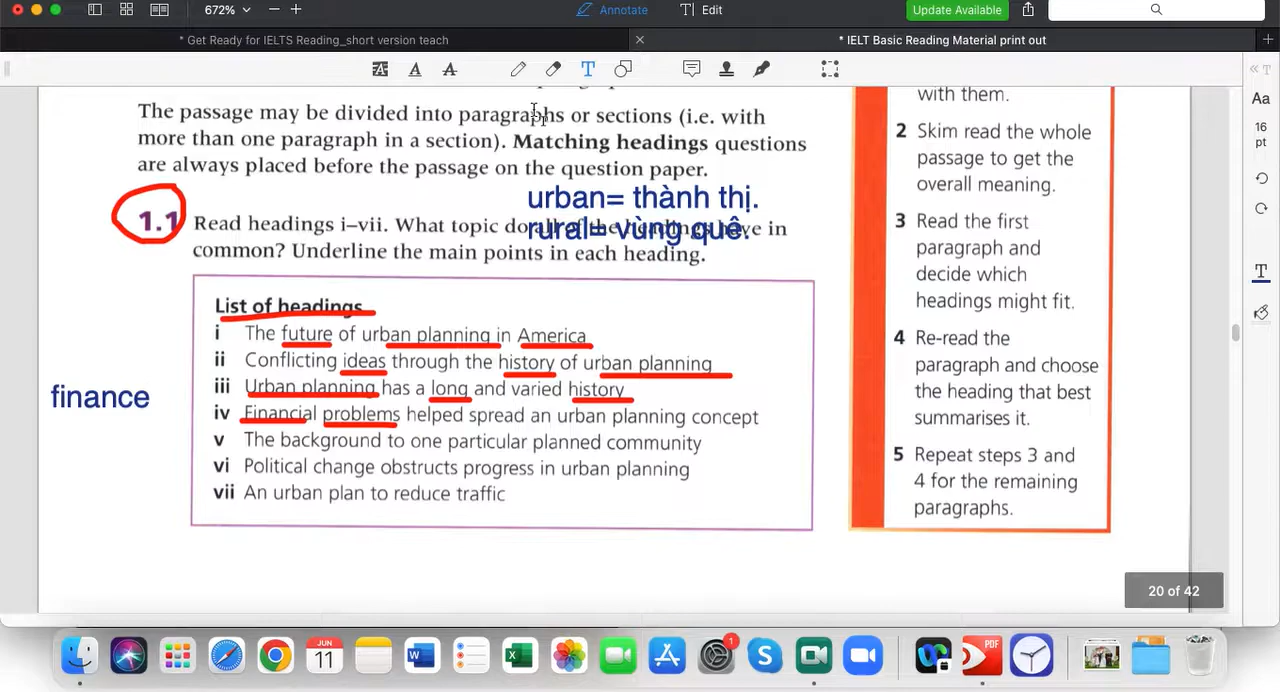 672%
Annotate
Edit
Update Available
* Get Ready for IELTS Reading_short version teach
* IELT Basic Reading Material print out
The passage may be divided into paragraphs or sections (i.e. with
more than one paragraph in a section). Matching headings questions
are always placed before the passage on the question paper.
urban= thành thị.
rural= vùng quê.
1.1 Read headings i–vii. What topic do all of the headings have in
common? Underline the main points in each heading.
List of headings
i The future of urban planning in America
ii Conflicting ideas through the history of urban planning
iii Urban planning has a long and varied history
iv Financial problems helped spread an urban planning concept
v The background to one particular planned community
vi Political change obstructs progress in urban planning
vii An urban plan to reduce traffic
finance
with them.
2 Skim read the whole
passage to get the
overall meaning.
3 Read the first
paragraph and
decide which
headings might fit.
4 Re-read the
paragraph and choose
the heading that best
summarises it.
5 Repeat steps 3 and
4 for the remaining
paragraphs.
Aa
16
pt
20 of 42
JUN
11
1
PDF